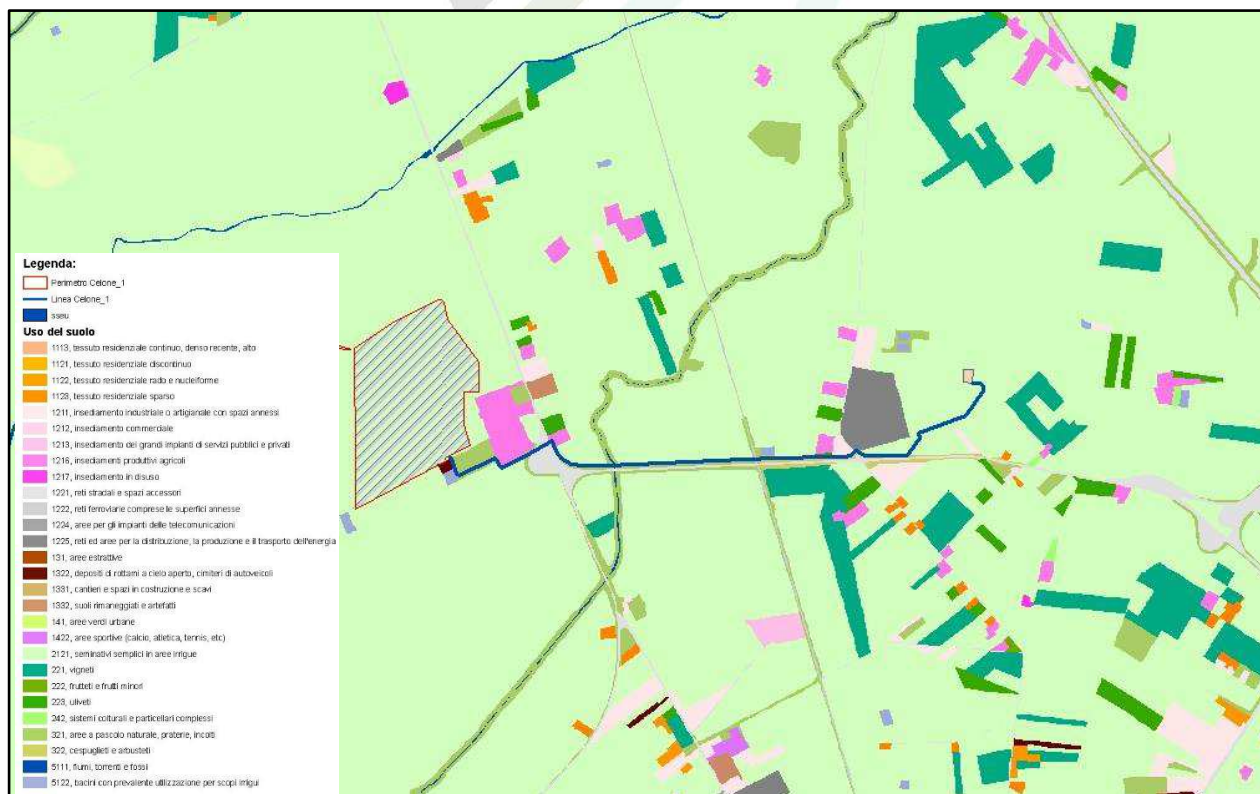 Legenda:
Perimetro Celone_1
Linea Celone_1
sseu
Uso del suolo
1113, tessuto residenziale continuo, denso recente, alto
1121, tessuto residenziale discontinuo
1122, tessuto residenziale rado e nucleiforme
1123, tessuto residenziale sparso
1211, insediamento industriale o artigianale con spazi annessi
1212, insediamento commerciale
1213, insediamento dei grandi impianti di servizi pubblici e privati
1216, insediamenti produttivi agricoli
1217, insediamento in disuso
1221, reti stradali e spazi accessori
1222, reti ferroviarie comprese le superfici annesse
1224, aree per gli impianti delle telecomunicazioni
1225, reti ed aree per la distribuzione, la produzione e il trasporto dell'energia
131, aree estrattive
1322, depositi di rottami a cielo aperto, cimiteri di autoveicoli
1331, cantieri e spazi in costruzione e scavi
1332, suoli rimaneggiati e artefatti
141, aree verdi urbane
1422, aree sportive (calcio, atletica, tennis, etc)
2121, seminativi semplici in aree irrigue
221, vigneti
222, frutteti e frutti minori
223, uliveti
242, sistemi colturali e particellari complessi
321, aree a pascolo naturale, praterie, incolti
322, cespuglieti e arbusteti
5111, fiumi, torrenti e fossi
5122, bacini con prevalente utilizzazione per scopi irrigui